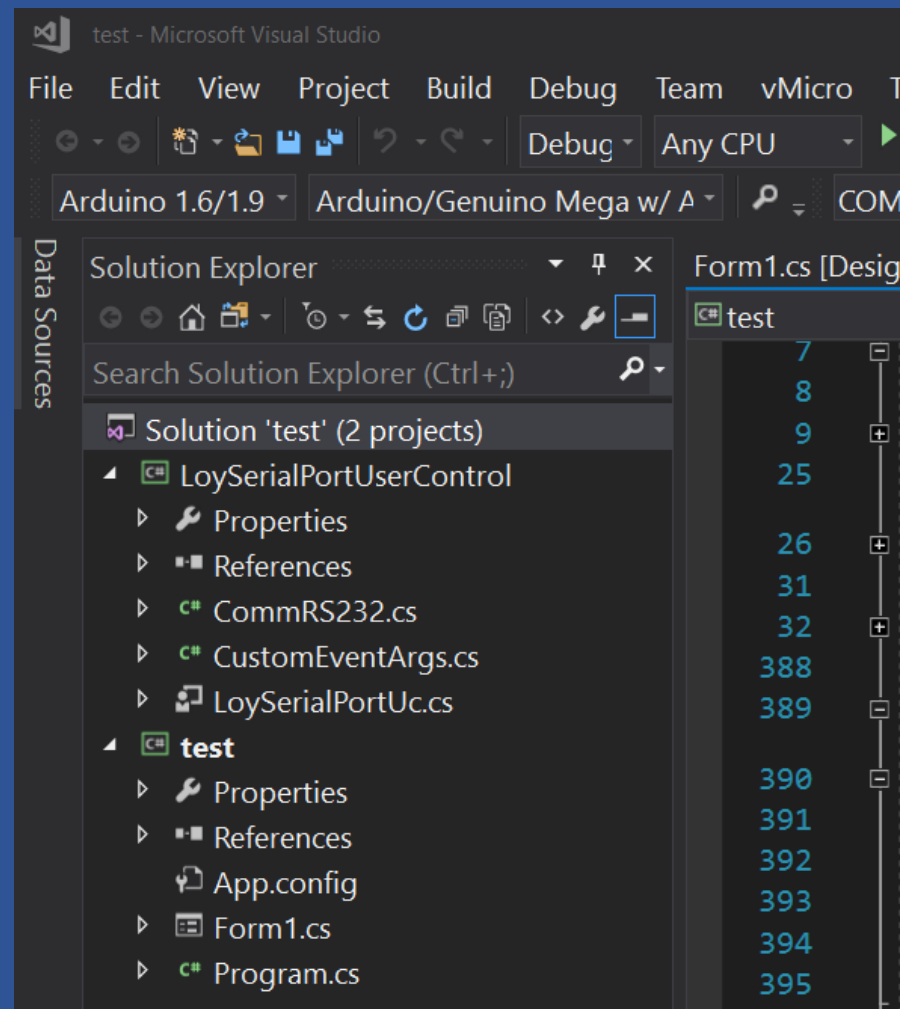 test - Microsoft Visual Studio
File Edit View Project Build Debug Team vMicro
Debug Any CPU
Arduino 1.6/1.9 Arduino/Genuino Mega w/ A COM
Data Sources
Solution Explorer
Search Solution Explorer (Ctrl+;)
Solution 'test' (2 projects)
LoySerialPortUserControl
Properties
References
C# CommRS232.cs
C# CustomEventArgs.cs
LoySerialPortUc.cs
C# test
Properties
References
App.config
Form1.cs
C# Program.cs
Form1.cs [Desig
C# test
7
8
9
25
26
31
32
388
389
390
391
392
393
394
395